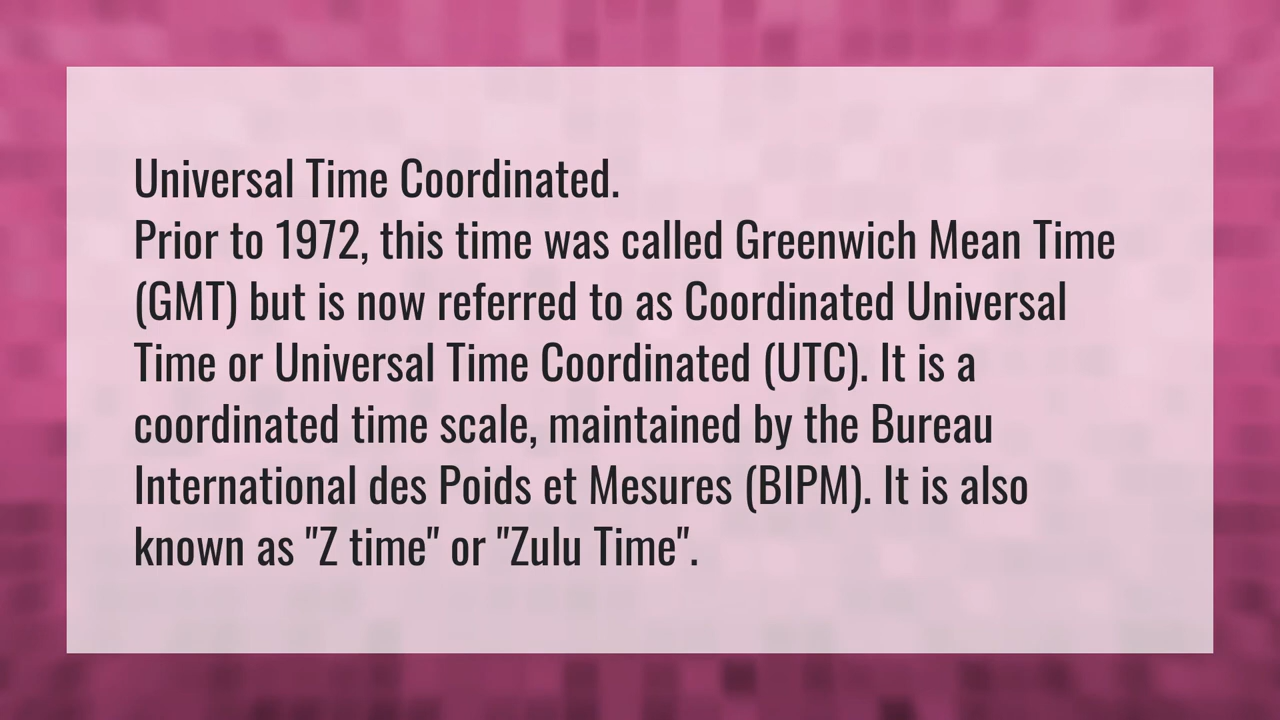 Universal Time Coordinated.
Prior to 1972, this time was called Greenwich Mean Time
(GMT) but is now referred to as Coordinated Universal
Time or Universal Time Coordinated (UTC). It is a
coordinated time scale, maintained by the Bureau
International des Poids et Mesures (BIPM). It is also
known as "Z time" or "Zulu Time".